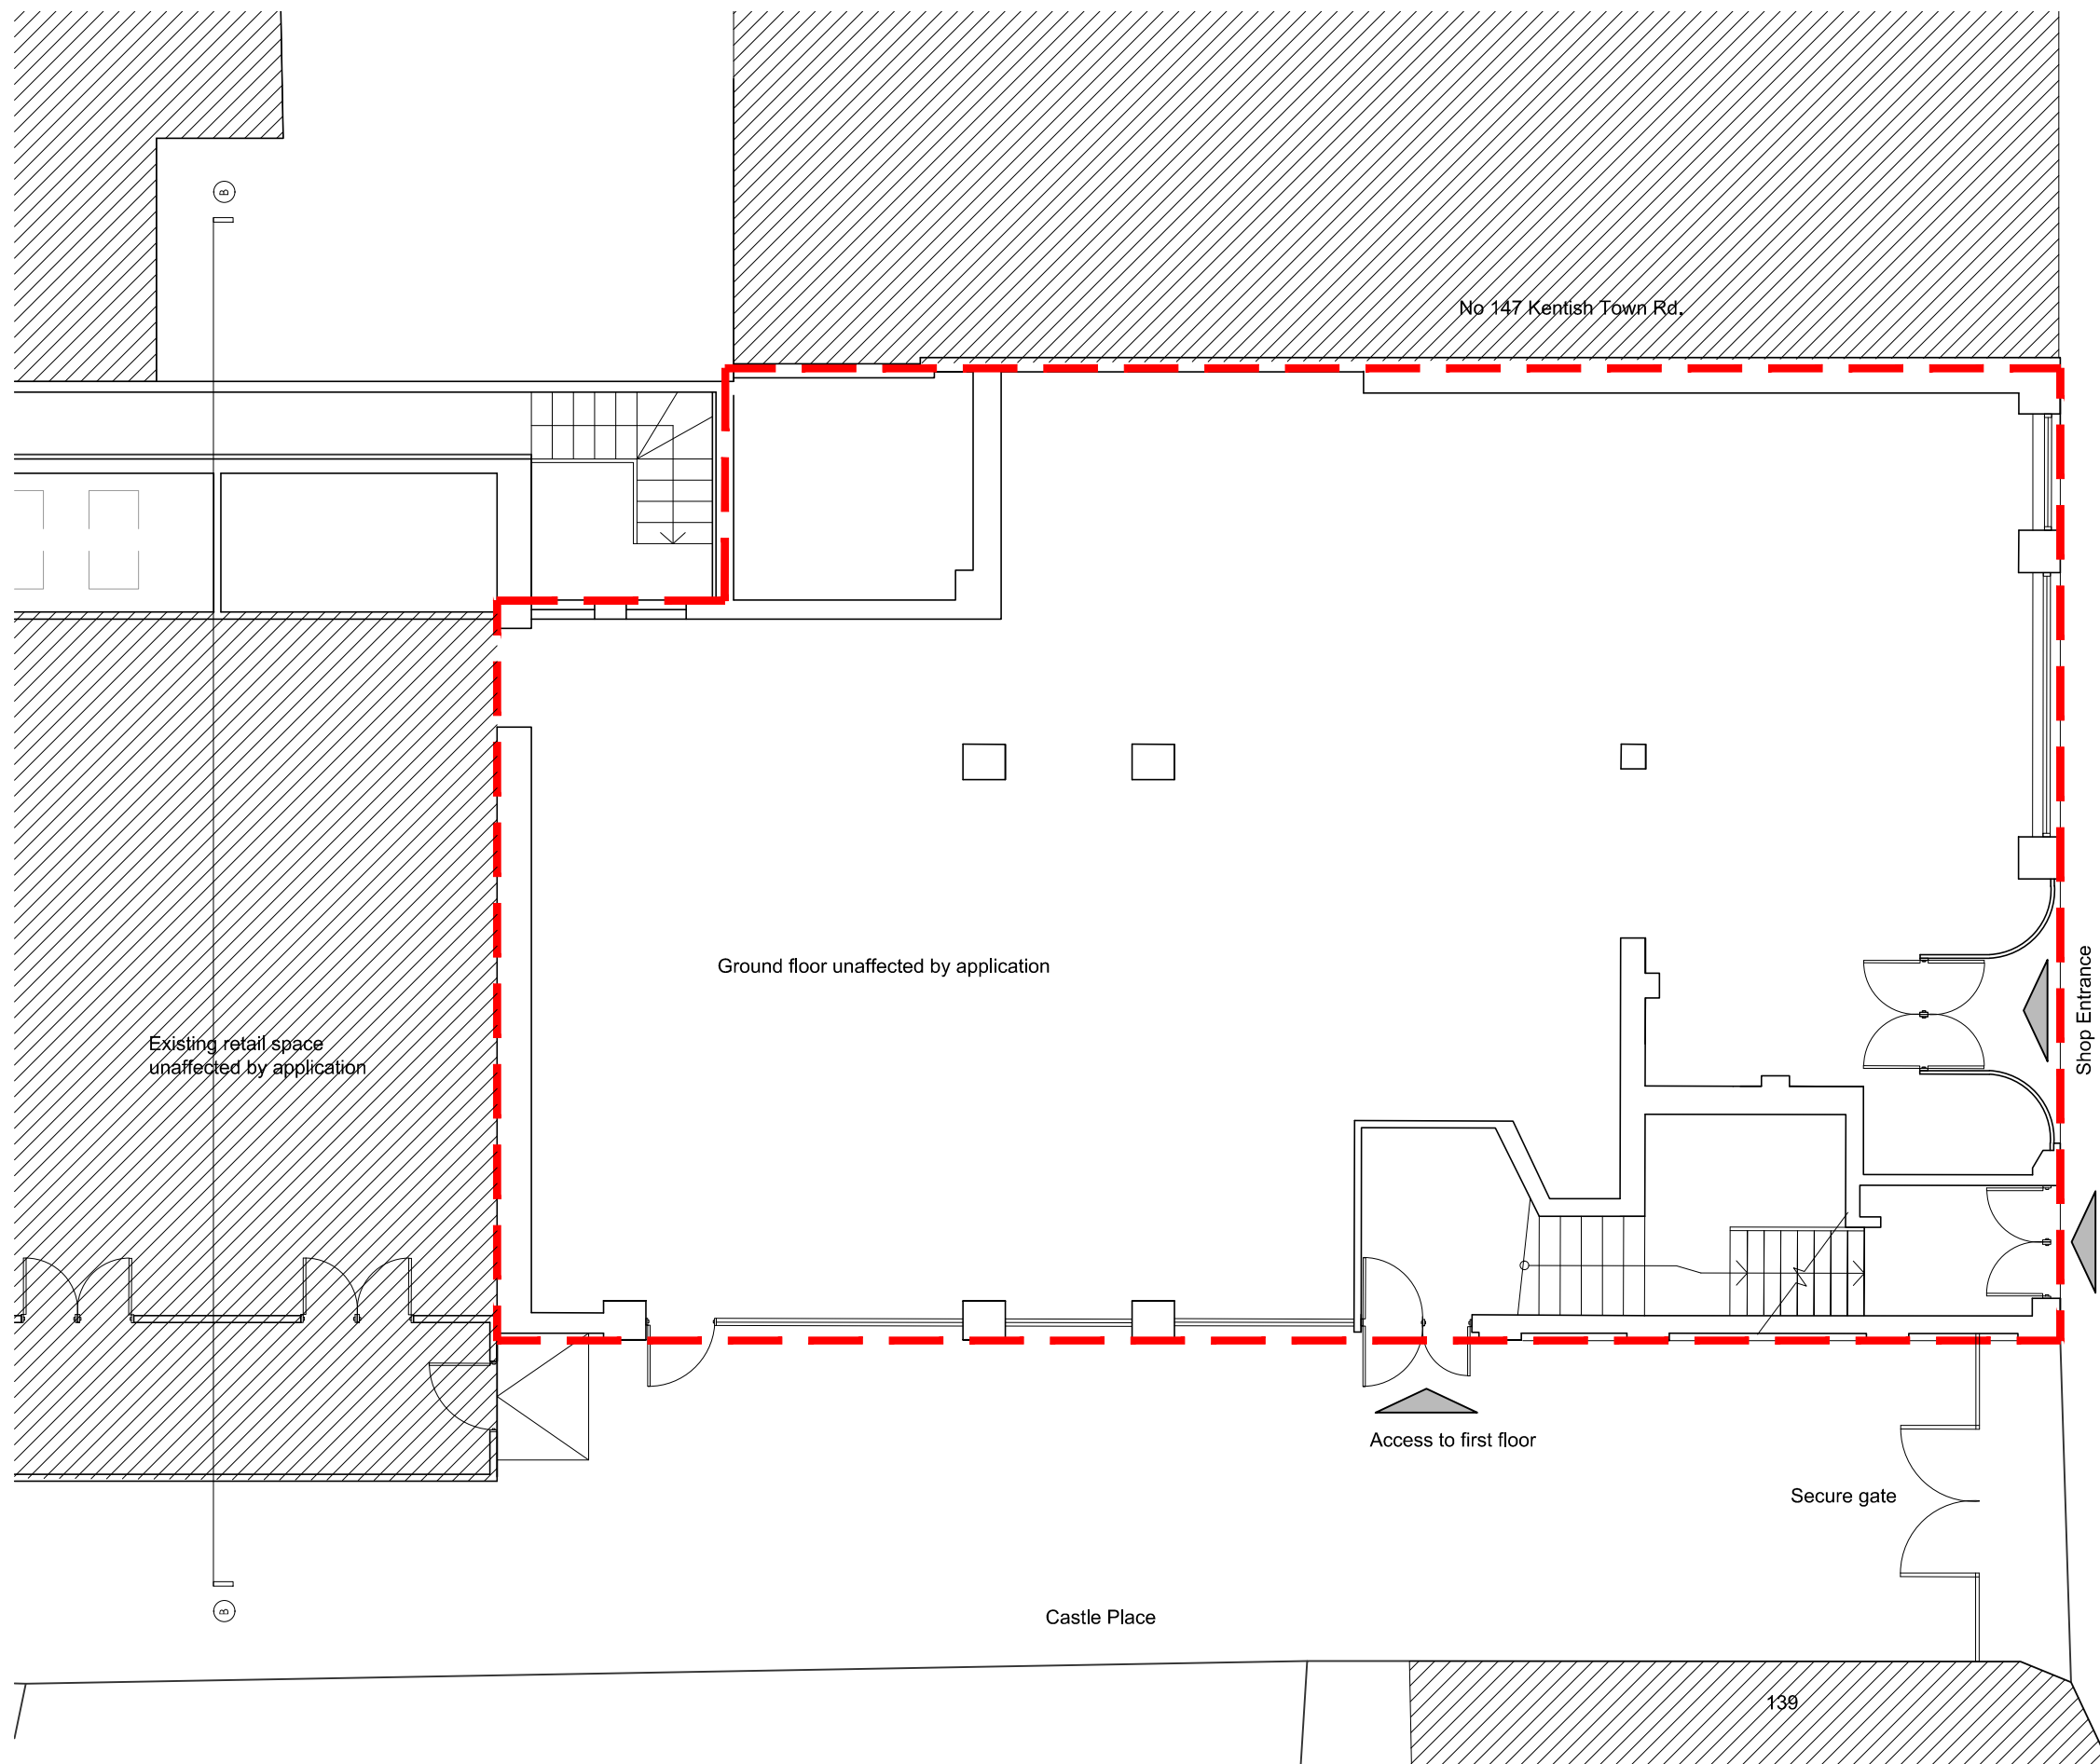 B
No 147 Kentish Town Rd.
Ground floor unaffected by application
Shop Entrance
Existing retail space
unaffected by application
Access to first floor
Secure gate
B
Castle Place
139